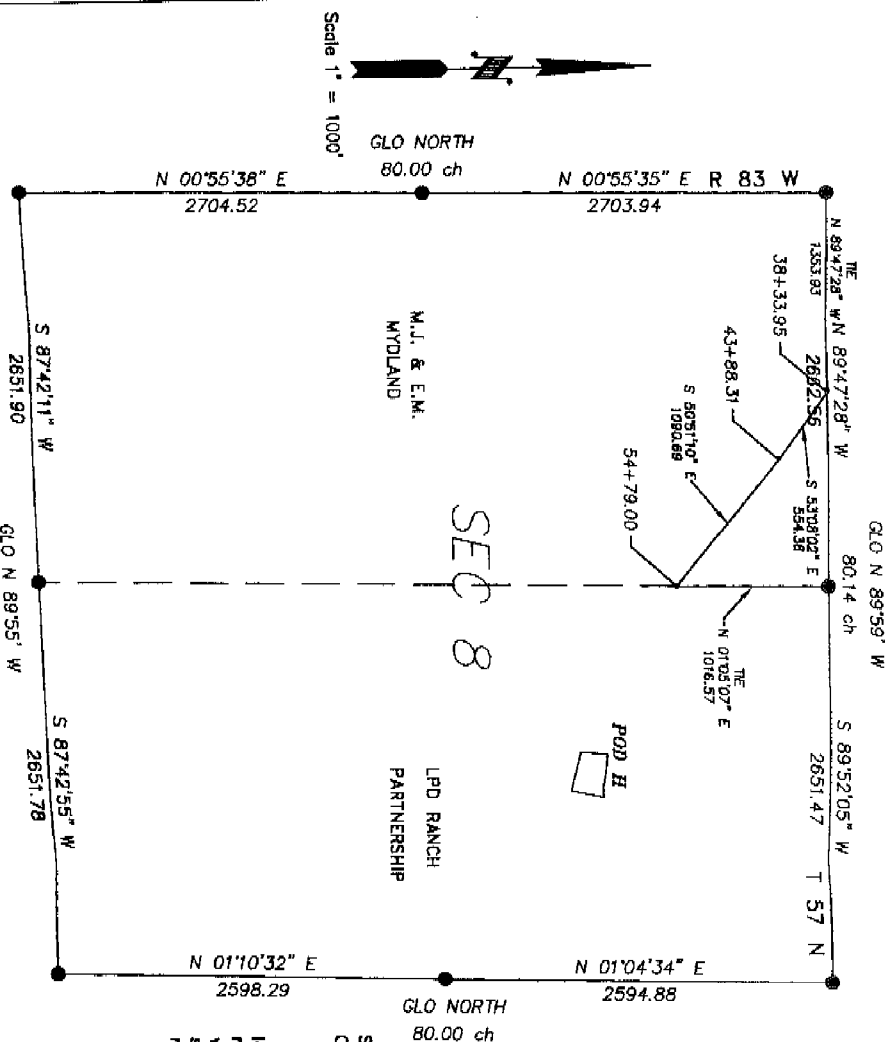 Scale 1" = 1000'
GLO NORTH
80.00 ch
N 00°55'38" E
2704.52
N 00°55'35" E
2703.94
R 83 W
TIE
N 89°47'28" W
1353.93
N 89°47'28" W
2662.56
38+33.95
43+88.31
54+79.00
S 53°08'02" E
554.36
S 50°51'10" E
1090.69
TIE
N 01°05'07" E
1016.57
GLO N 89°59' W
80.14 ch
S 89°52'05" W
2651.47
T 57 N
M.J. & E.M.
MYDLAND
SEC 8
POD H
LPD RANCH
PARTNERSHIP
S 87°42'11" W
2651.90
GLO N 89°55' W
S 87°42'55" W
2651.78
N 01°10'32" E
2598.29
N 01°04'34" E
2594.88
GLO NORTH
80.00 ch